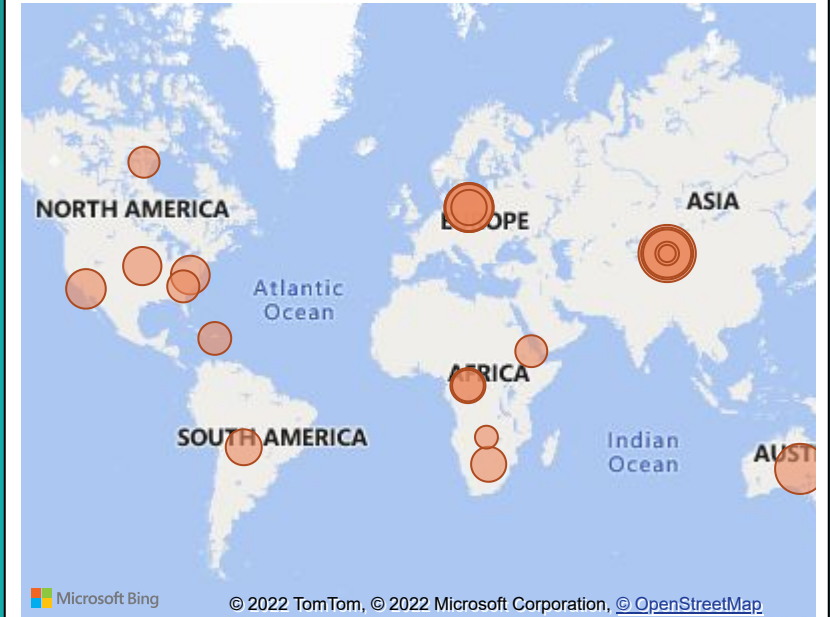 ASIA
NORTH AMERICA
EUROPE
Atlantic
Ocean
AFRICA
SOUTH AMERICA
Indian
Ocean
AUST
Microsoft Bing
© 2022 TomTom, © 2022 Microsoft Corporation, © OpenStreetMap